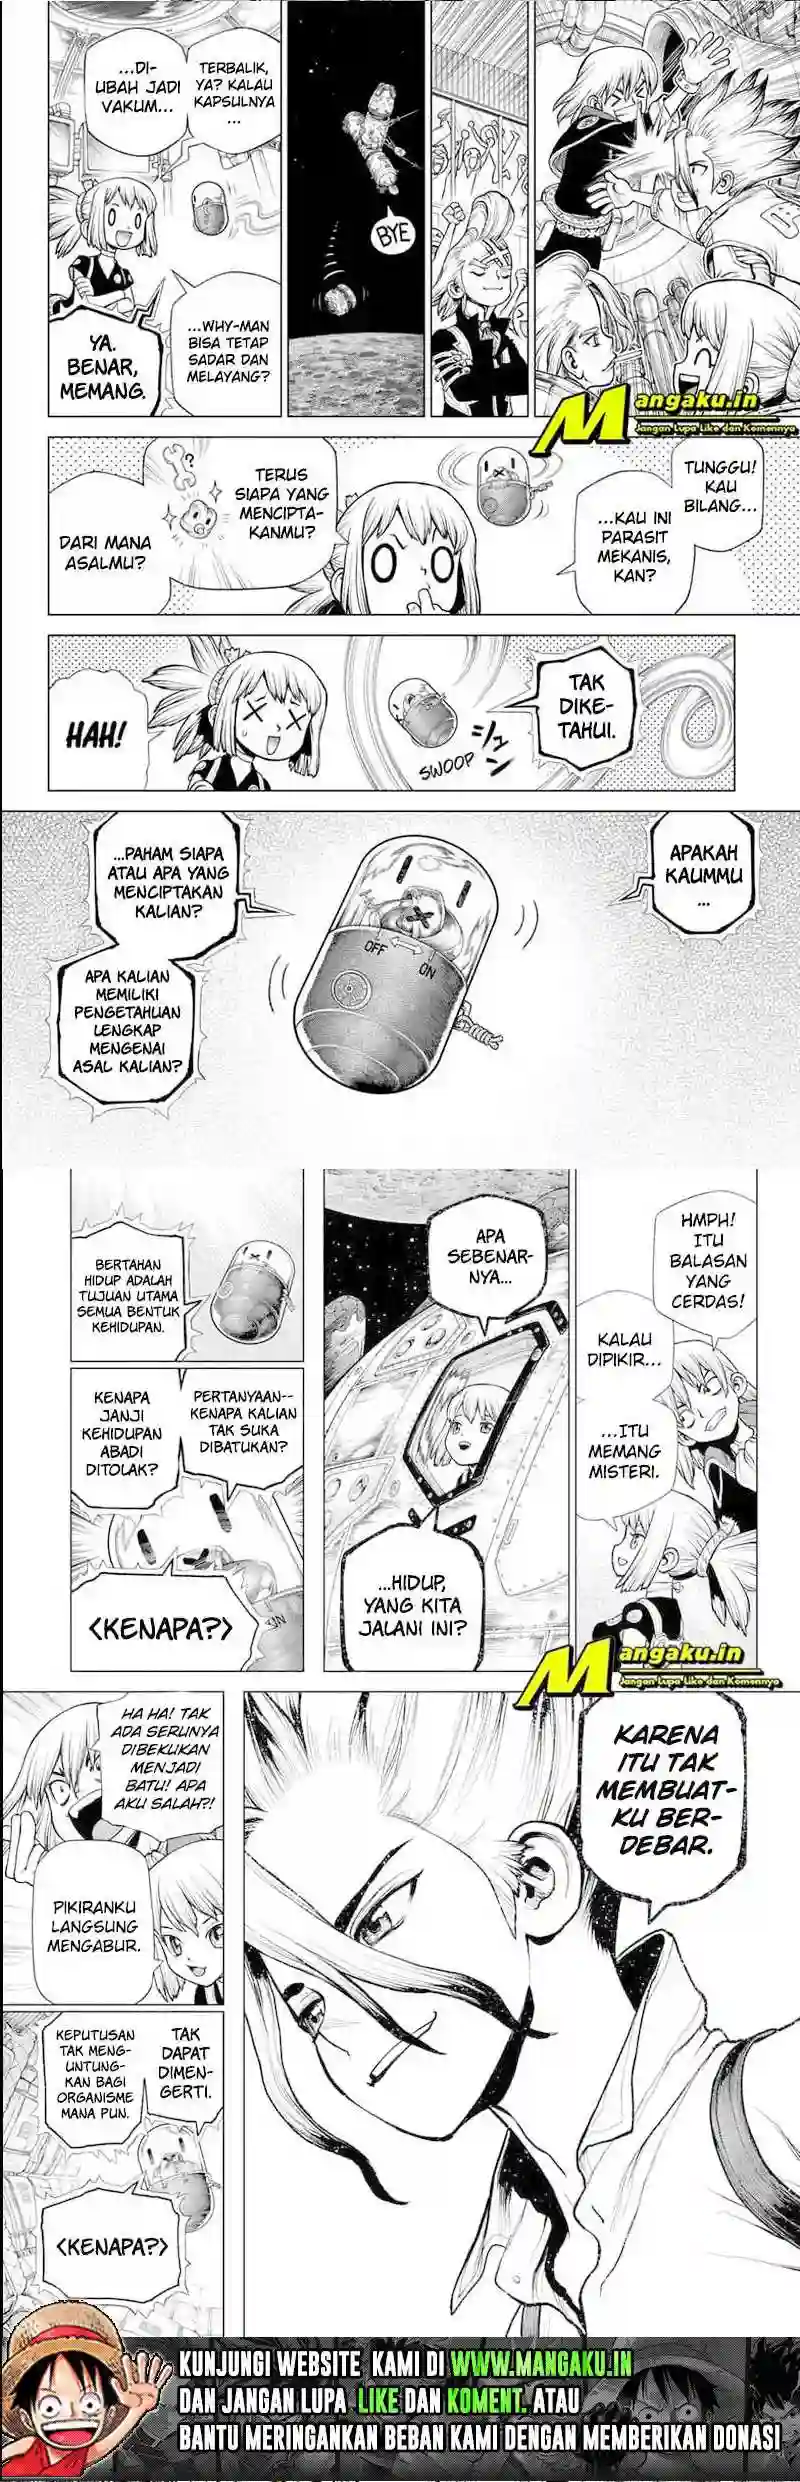 TERBALIK,
YA? KALAU
KAPSULNYA
...
...DI-
UBAH JADI
VAKUM...
...WHY-MAN
BISA TETAP
SADAR DAN
MELAYANG?
YA.
BENAR,
MEMANG.
BYE
Mangaku.in
Jangan Lupa Like dan Komennya
TUNGGU!
KAU
BILANG...
...KAU INI
PARASIT
MEKANIS,
KAN?
TERUS
SIAPA YANG
MENCIPTA-
KANMU?
?
DARI MANA
ASALMU?
TAK
DIKE-
TAHUI.
シュン
SWOOP
HAH!
APAKAH
KAUMMU
...
...PAHAM SIAPA
ATAU APA YANG
MENCIPTAKAN
KALIAN?
APA KALIAN
MEMILIKI
PENGETAHUAN
LENGKAP
MENGENAI
ASAL KALIAN?
OFF
ON
HMPH!
ITU
BALASAN
YANG
CERDAS!
KALAU
DIPIKIR...
...ITU
MEMANG
MISTERI.
APA
SEBENAR-
NYA...
...HIDUP,
YANG KITA
JALANI INI?
BERTAHAN
HIDUP ADALAH
TUJUAN UTAMA
SEMUA BENTUK
KEHIDUPAN.
PERTANYAAN--
KENAPA KALIAN
TAK SUKA
DIBATUKAN?
KENAPA
JANJI
KEHIDUPAN
ABADI
DITOLAK?
<KENAPA?>
Mangaku.in
Jangan Lupa Like dan Komennya
KARENA
ITU TAK
MEMBUAT-
KU BER-
DEBAR.
HA HA! TAK
ADA SERUNYA
DIBEKUKAN
MENJADI
BATU! APA
AKU SALAH?!
PIKIRANKU
LANGSUNG
MENGABUR.
TAK
DAPAT
DIMEN-
GERTI.
KEPUTUSAN
TAK MENG-
UNTUNG-
KAN BAGI
ORGANISME
MANA PUN.
<KENAPA?>
KUNJUNGI WEBSITE KAMI DI WWW.MANGAKU.IN
DAN JANGAN LUPA LIKE DAN KOMENT. ATAU
BANTU MERINGANKAN BEBAN KAMI DENGAN MEMBERIKAN DONASI